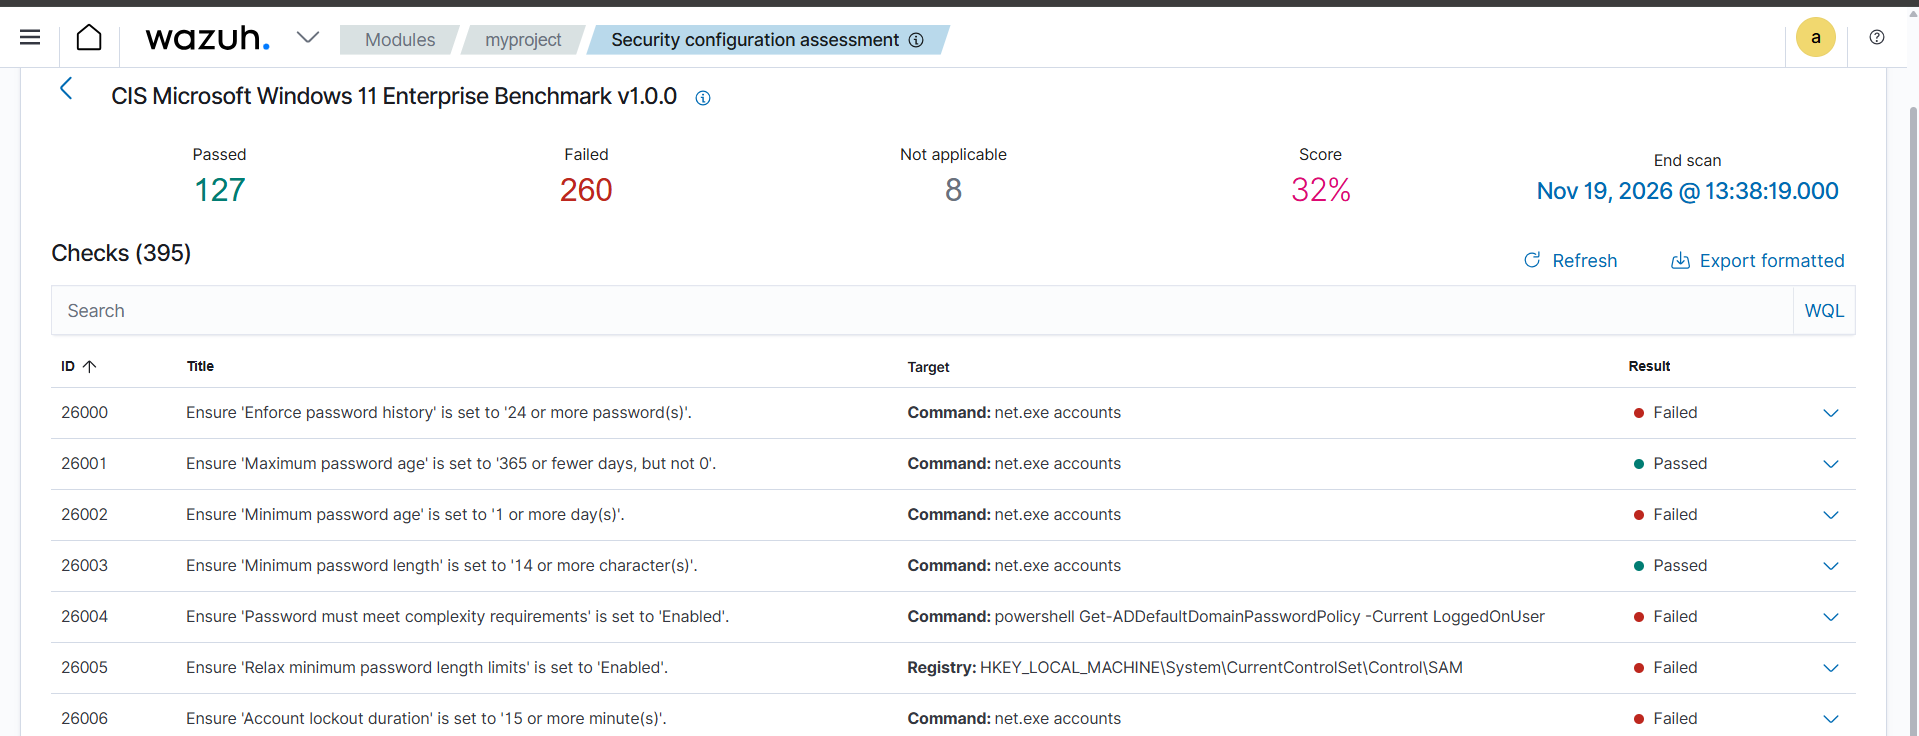 wazuh. Modules myproject Security configuration assessment a
CIS Microsoft Windows 11 Enterprise Benchmark v1.0.0
Passed Failed Not applicable Score End scan
127 260 8 32% Nov 19, 2026 @ 13:38:19.000
Checks (395)
Refresh Export formatted
Search WQL
ID Title Target Result
26000 Ensure 'Enforce password history' is set to '24 or more password(s)'. Command: net.exe accounts Failed
26001 Ensure 'Maximum password age' is set to '365 or fewer days, but not 0'. Command: net.exe accounts Passed
26002 Ensure 'Minimum password age' is set to '1 or more day(s)'. Command: net.exe accounts Failed
26003 Ensure 'Minimum password length' is set to '14 or more character(s)'. Command: net.exe accounts Passed
26004 Ensure 'Password must meet complexity requirements' is set to 'Enabled'. Command: powershell Get-ADDefaultDomainPasswordPolicy -Current LoggedOnUser Failed
26005 Ensure 'Relax minimum password length limits' is set to 'Enabled'. Registry: HKEY_LOCAL_MACHINE\System\CurrentControlSet\Control\SAM Failed
26006 Ensure 'Account lockout duration' is set to '15 or more minute(s)'. Command: net.exe accounts Failed